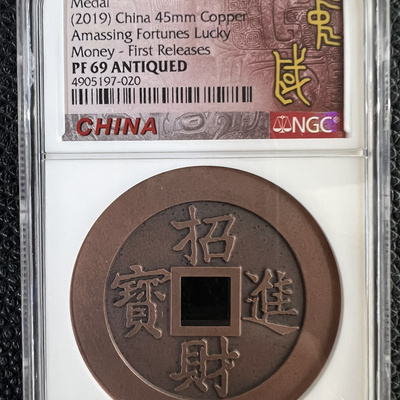 Medal
(2019) China 45mm Copper
Amassing Fortunes Lucky
Money - First Releases
PF 69 ANTIQUED
4905197-020
CHINA
NGC
招
寶 進
財